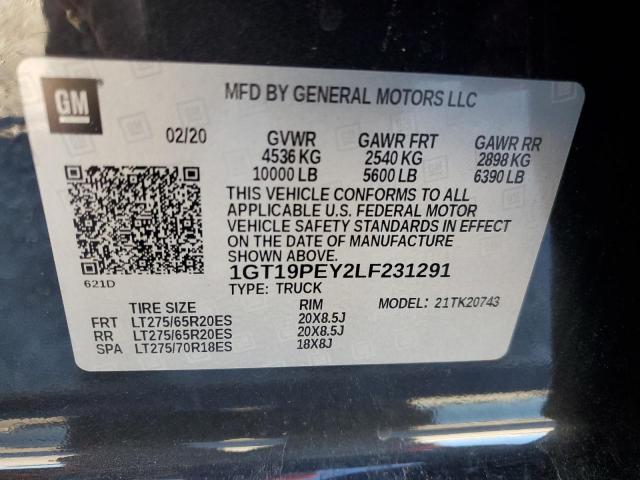 GM
MFD BY GENERAL MOTORS LLC
02/20 GVWR GAWR FRT GAWR RR
4536 KG 2540 KG 2898 KG
10000 LB 5600 LB 6390 LB
THIS VEHICLE CONFORMS TO ALL
APPLICABLE U.S. FEDERAL MOTOR
VEHICLE SAFETY STANDARDS IN EFFECT
ON THE DATE OF MANUFACTURE
SHOWN ABOVE.
621D 1GT19PEY2LF231291
TYPE: TRUCK
TIRE SIZE RIM MODEL: 21TK20743
FRT LT275/65R20ES 20X8.5J
RR LT275/65R20ES 20X8.5J
SPA LT275/70R18ES 18X8J